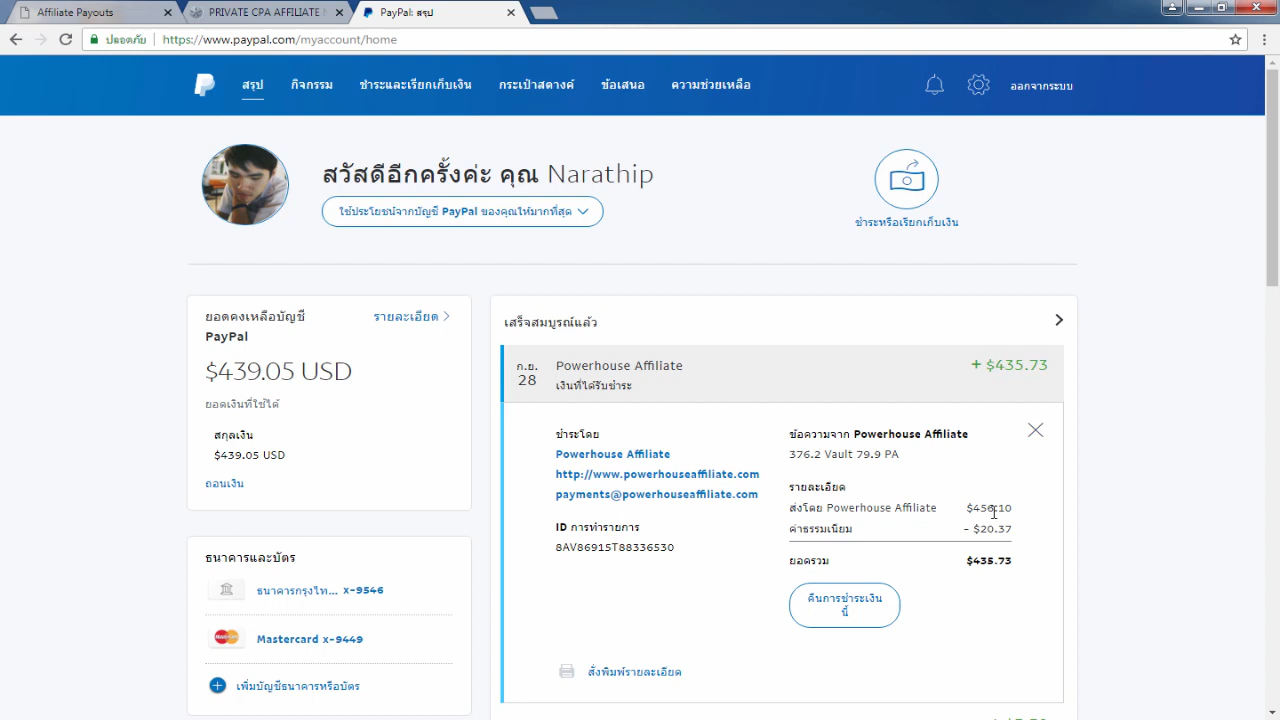 Affiliate Payouts
PRIVATE CPA AFFILIATE
PayPal: สรุป
ปลอดภัย
https://www.paypal.com/myaccount/home
สรุป
กิจกรรม
ชำระและเรียกเก็บเงิน
กระเป๋าสตางค์
ข้อเสนอ
ความช่วยเหลือ
ออกจากระบบ
สวัสดีอีกครั้งค่ะ คุณ Narathip
ใช้ประโยชน์จากบัญชี PayPal ของคุณให้มากที่สุด
ชำระหรือเรียกเก็บเงิน
ยอดคงเหลือบัญชี
PayPal
รายละเอียด
$439.05 USD
ยอดเงินที่ใช้ได้
สกุลเงิน
$439.05 USD
ถอนเงิน
ธนาคารและบัตร
ธนาคารกรุงไท... x-9546
Mastercard x-9449
เพิ่มบัญชีธนาคารหรือบัตร
เสร็จสมบูรณ์แล้ว
ก.ย.
28
Powerhouse Affiliate
เงินที่ได้รับชำระ
+ $435.73
ชำระโดย
Powerhouse Affiliate
http://www.powerhouseaffiliate.com
payments@powerhouseaffiliate.com
ID การทำรายการ
8AV86915T88336530
ข้อความจาก Powerhouse Affiliate
376.2 Vault 79.9 PA
รายละเอียด
ส่งโดย Powerhouse Affiliate $456.10
ค่าธรรมเนียม - $20.37
ยอดรวม $435.73
คืนการชำระเงิน
นี้
สั่งพิมพ์รายละเอียด